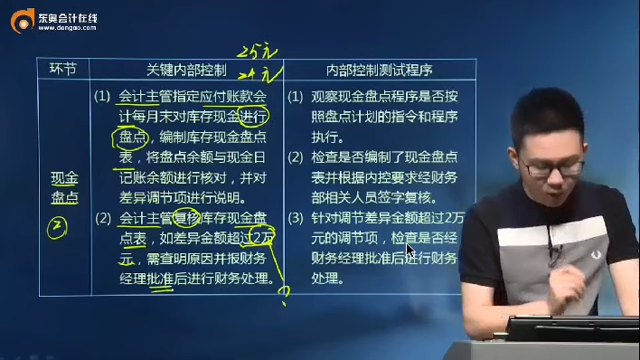 东奥会计在线
www.dongao.com
25元
24元
环节
关键内部控制
内部控制测试程序
现金
盘点
②
(1) 会计主管指定应付账款会
计每月末对库存现金进行
盘点，编制库存现金盘点
表，将盘点余额与现金日
记账余额进行核对，并对
差异调节项进行说明。
(2) 会计主管复核库存现金盘
点表，如差异金额超过2万
元，需查明原因并报财务
经理批准后进行财务处理。
?
(1) 观察现金盘点程序是否按
照盘点计划的指令和程序
执行。
(2) 检查是否编制了现金盘点
表并根据内控要求经财务
部相关人员签字复核。
(3) 针对调节差异金额超过2万
元的调节项，检查是否经
财务经理批准后进行财务
处理。